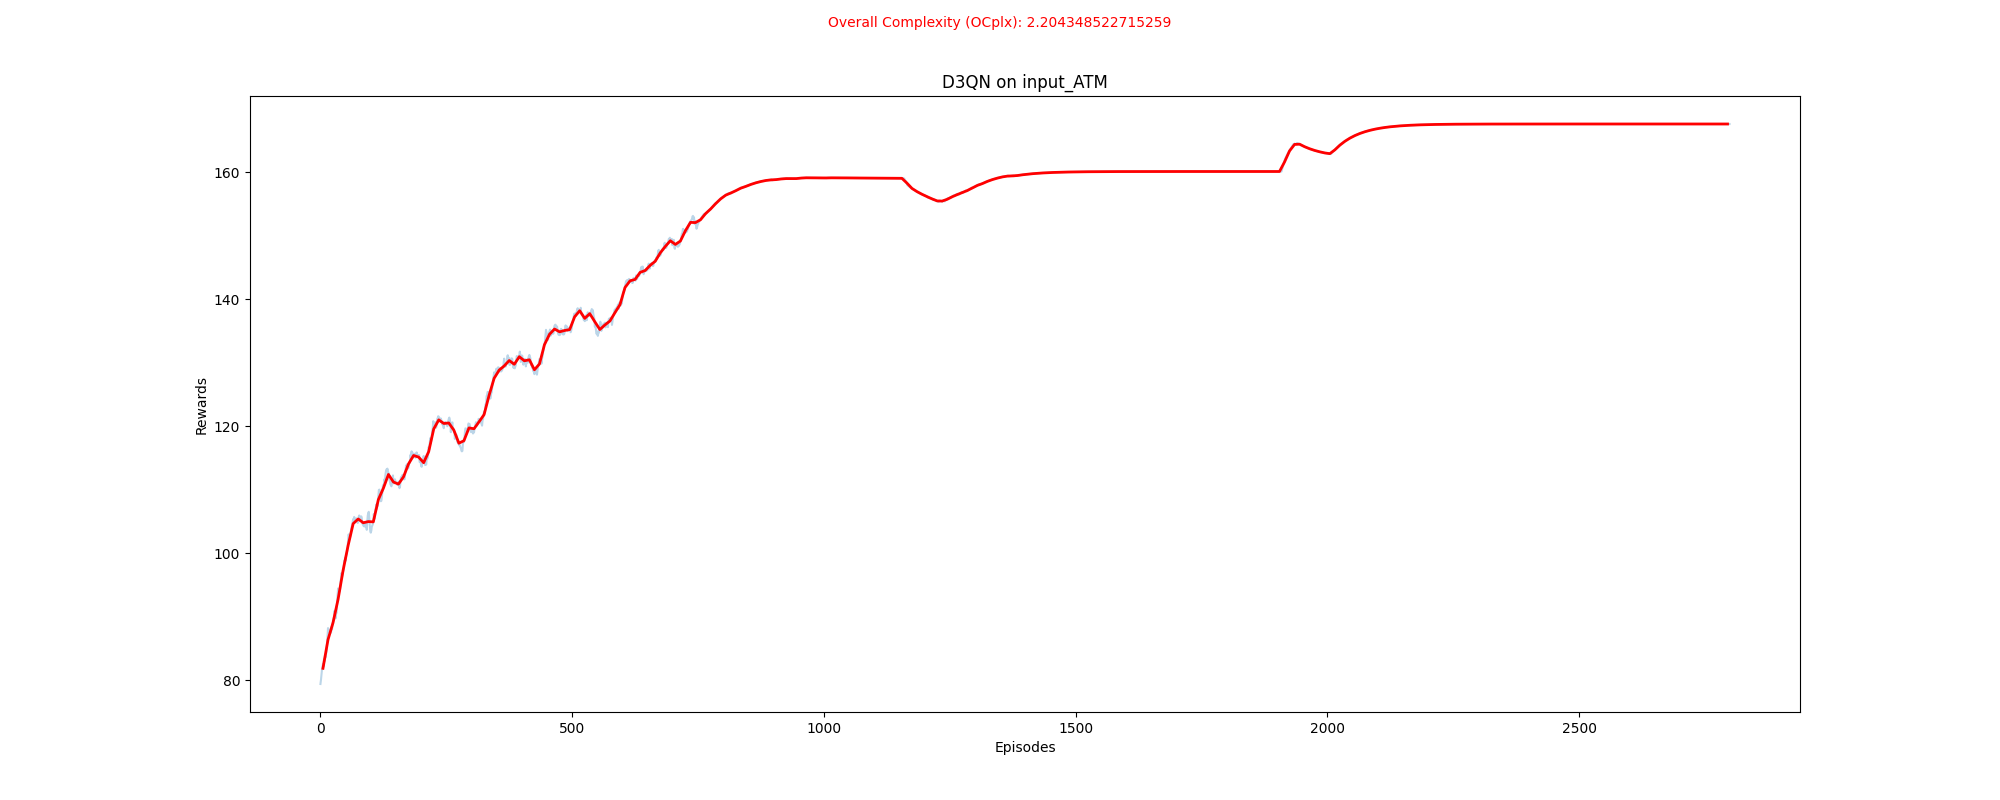 Overall Complexity (OCplx): 2.204348522715259
D3QN on input_ATM
Rewards
160
140
120
100
80
0 500 1000 1500 2000 2500
Episodes